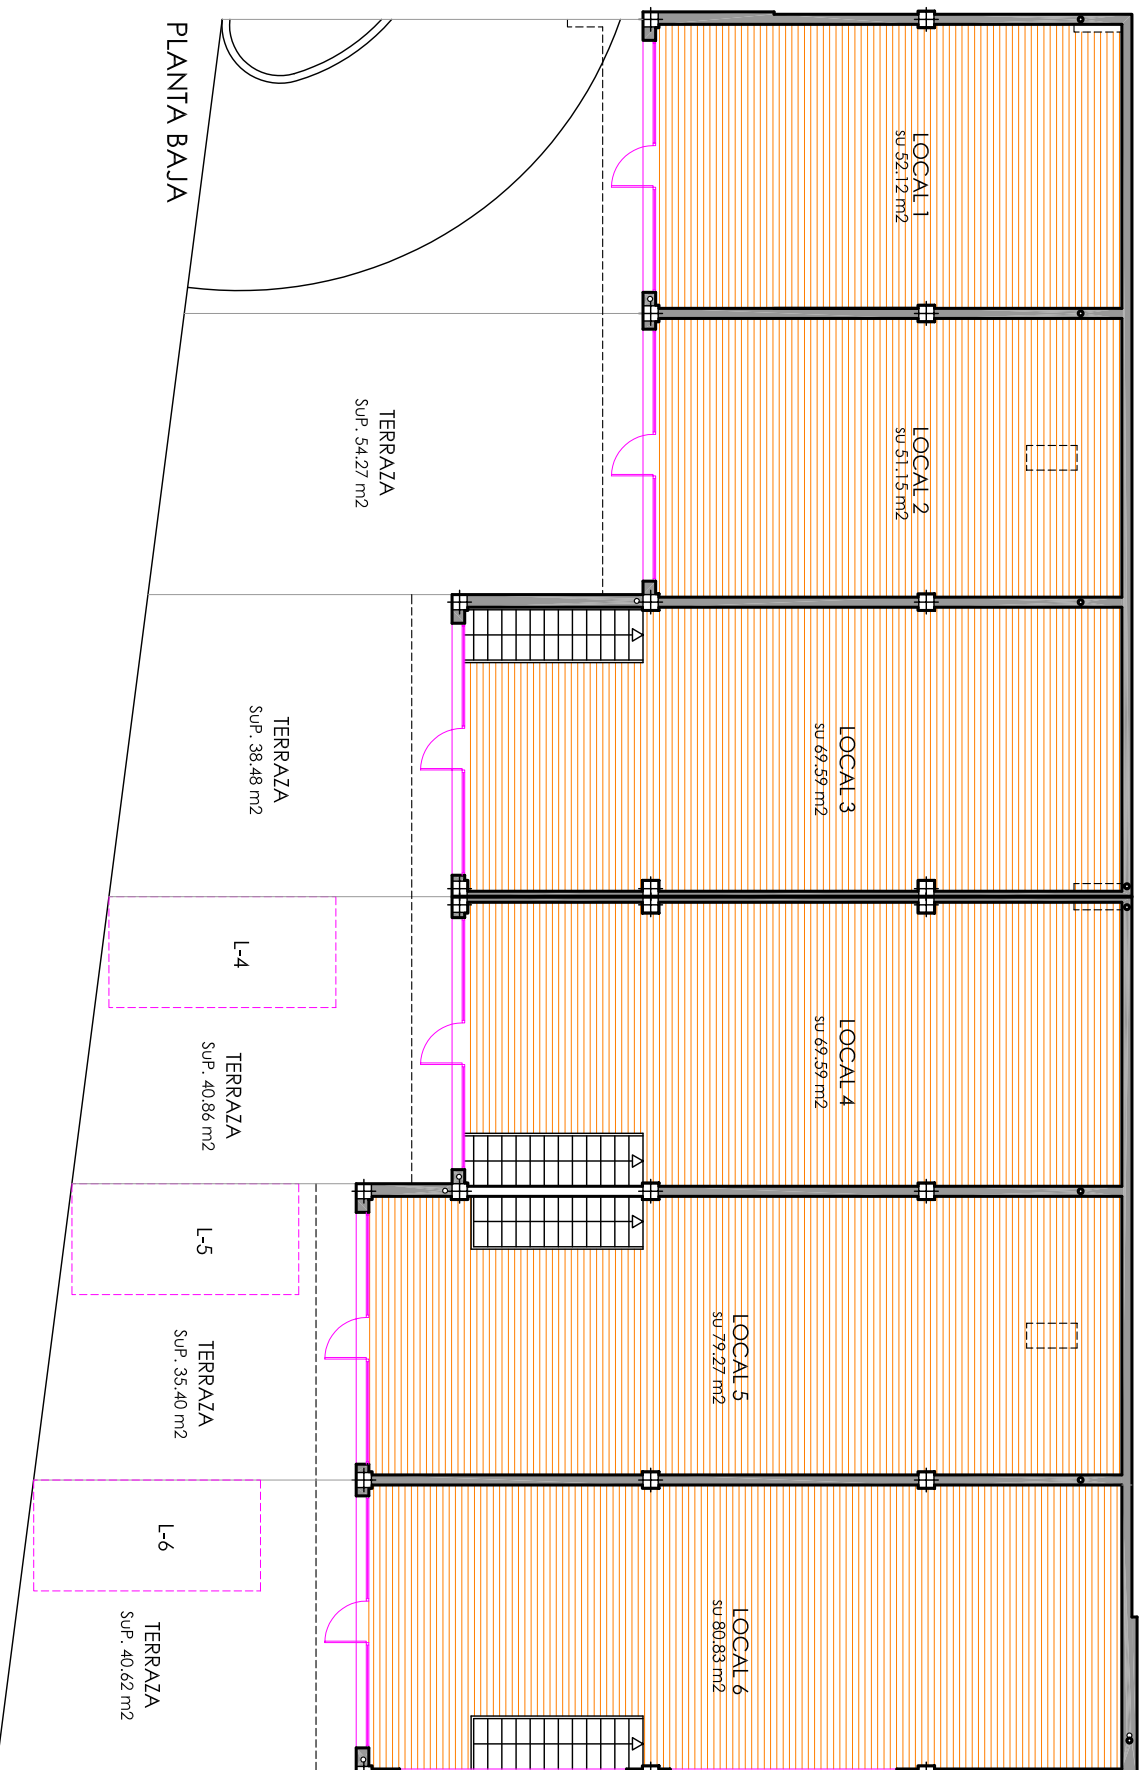 PLANTA BAJA
LOCAL 1
SU 52.12 m2
LOCAL 2
SU 51.15 m2
TERRAZA
SUP. 54.27 m2
LOCAL 3
SU 69.59 m2
TERRAZA
SUP. 38.48 m2
LOCAL 4
SU 69.59 m2
L-4
TERRAZA
SUP. 40.86 m2
LOCAL 5
SU 79.27 m2
L-5
TERRAZA
SUP. 35.40 m2
LOCAL 6
SU 80.83 m2
L-6
TERRAZA
SUP. 40.62 m2